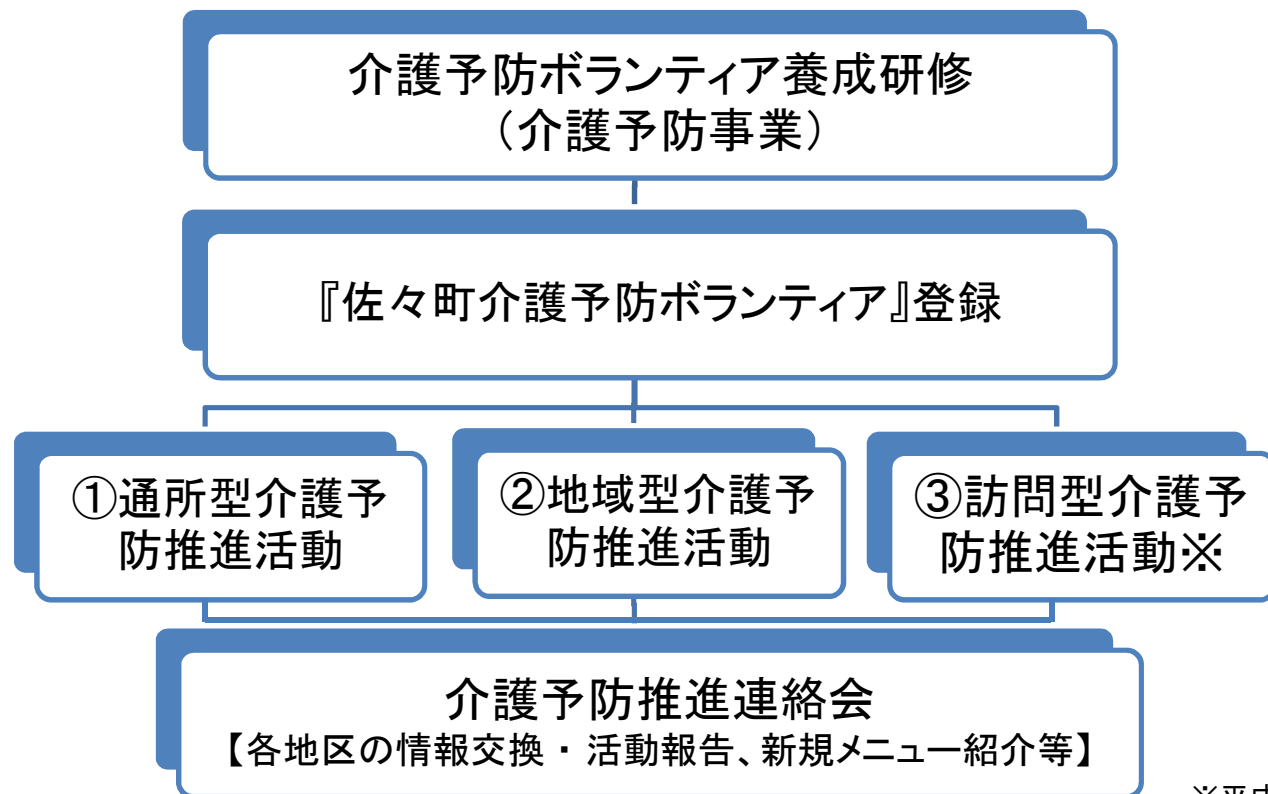 介護予防ボランティア養成研修
（介護予防事業）
『佐々町介護予防ボランティア』登録
①通所型介護予
防推進活動
②地域型介護予
防推進活動
③訪問型介護予
防推進活動※
介護予防推進連絡会
【各地区の情報交換・活動報告、新規メニュー紹介等】
※平成